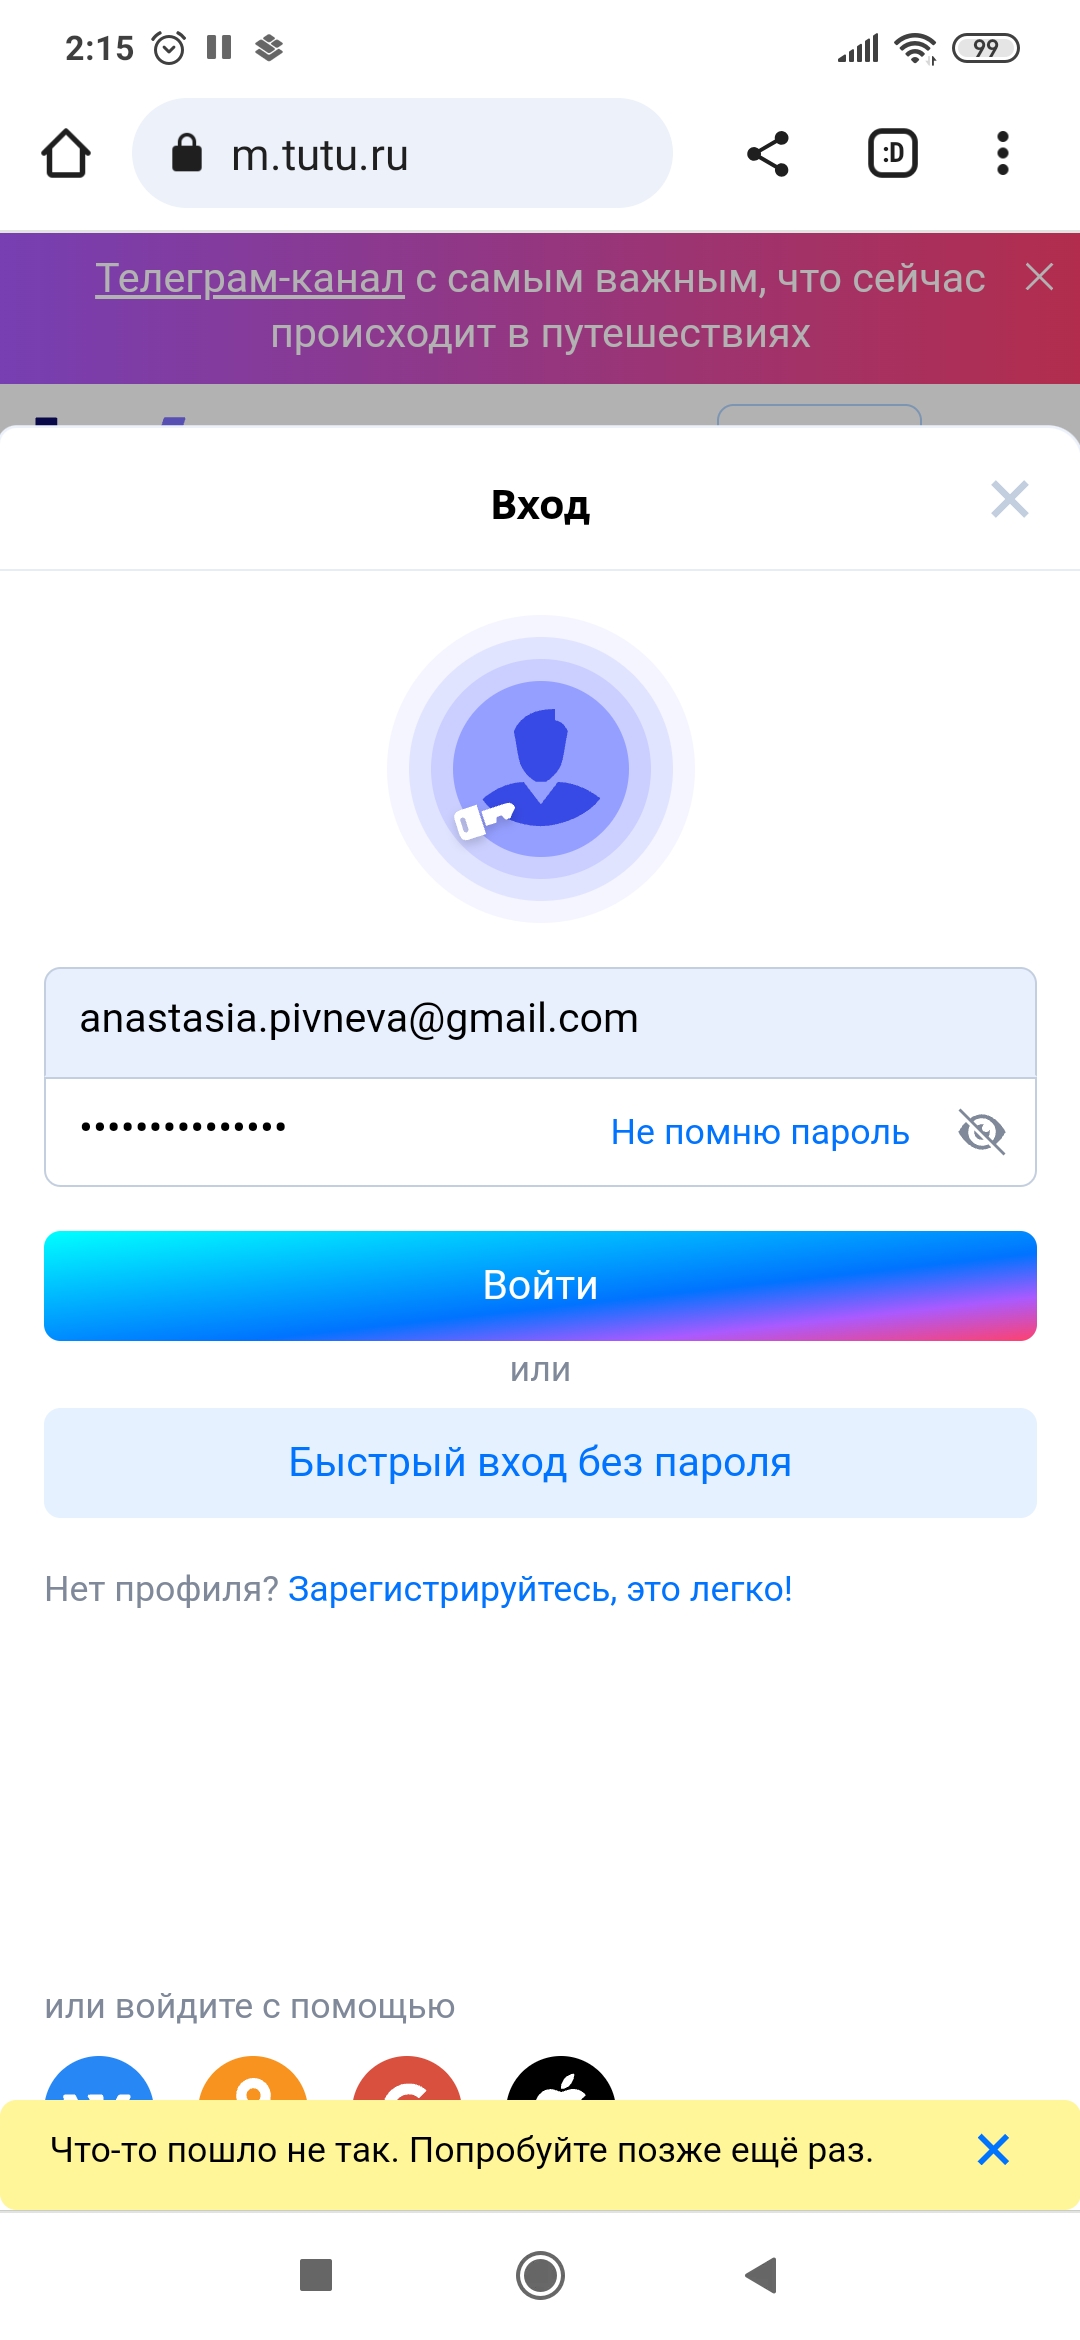 2:15
99
m.tutu.ru
:D
Телеграм-канал с самым важным, что сейчас
происходит в путешествиях
Вход
anastasia.pivneva@gmail.com
•••••••••••••••
Не помню пароль
Войти
или
Быстрый вход без пароля
Нет профиля? Зарегистрируйтесь, это легко!
или войдите с помощью
Что-то пошло не так. Попробуйте позже ещё раз.